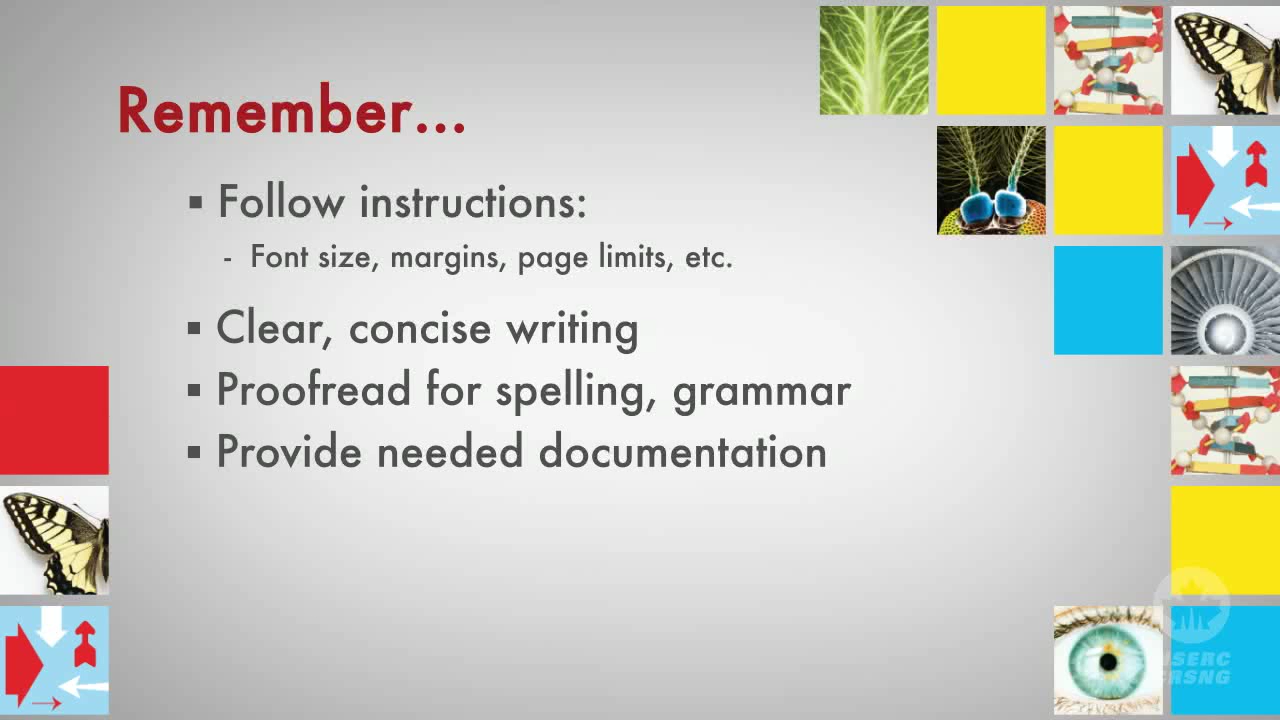 Remember...
▪ Follow instructions:
- Font size, margins, page limits, etc.
▪ Clear, concise writing
▪ Proofread for spelling, grammar
▪ Provide needed documentation
NSERC
CRSNG